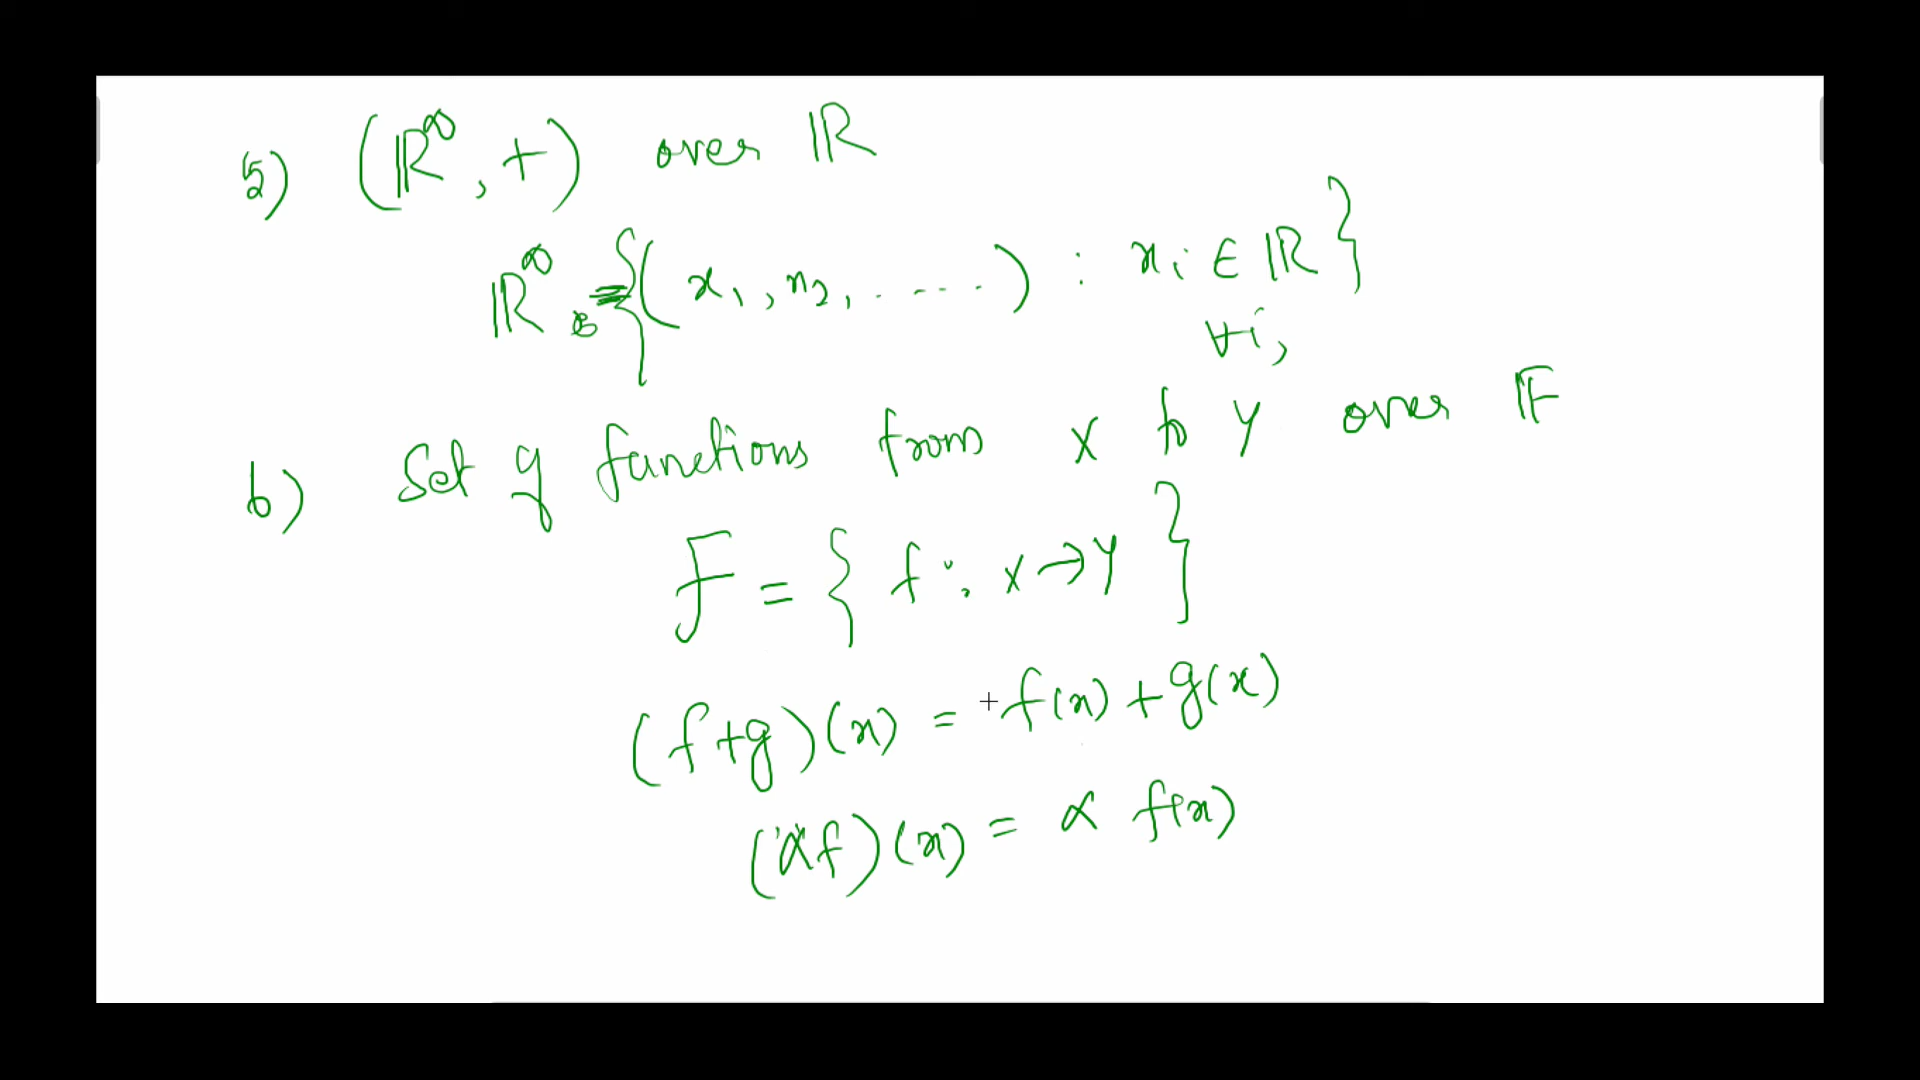 5) (ℝ^∞, +) over ℝ
ℝ^∞ = {(x₁, x₂, ......) : xᵢ ∈ ℝ}
∀i,
6) Set of functions from X to Y over 𝔽
F = { f : X → Y }
(f+g)(x) = f(x) + g(x)
(αf)(x) = α f(x)